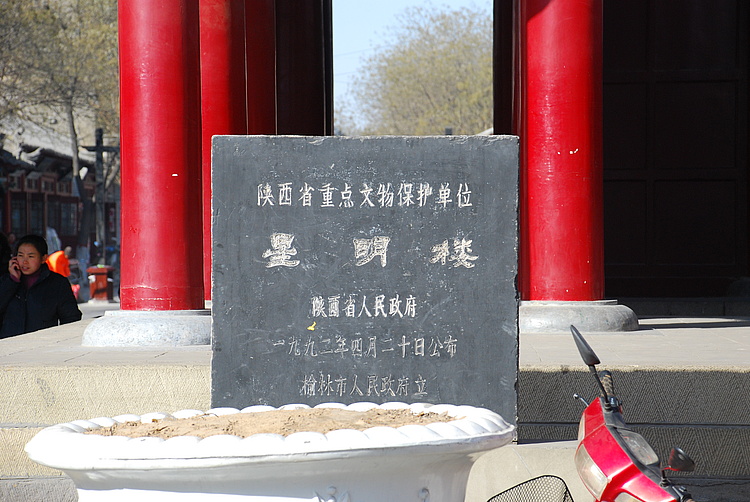 陕西省重点文物保护单位
星明楼
陕西省人民政府
一九九二年四月二十日公布
榆林市人民政府立